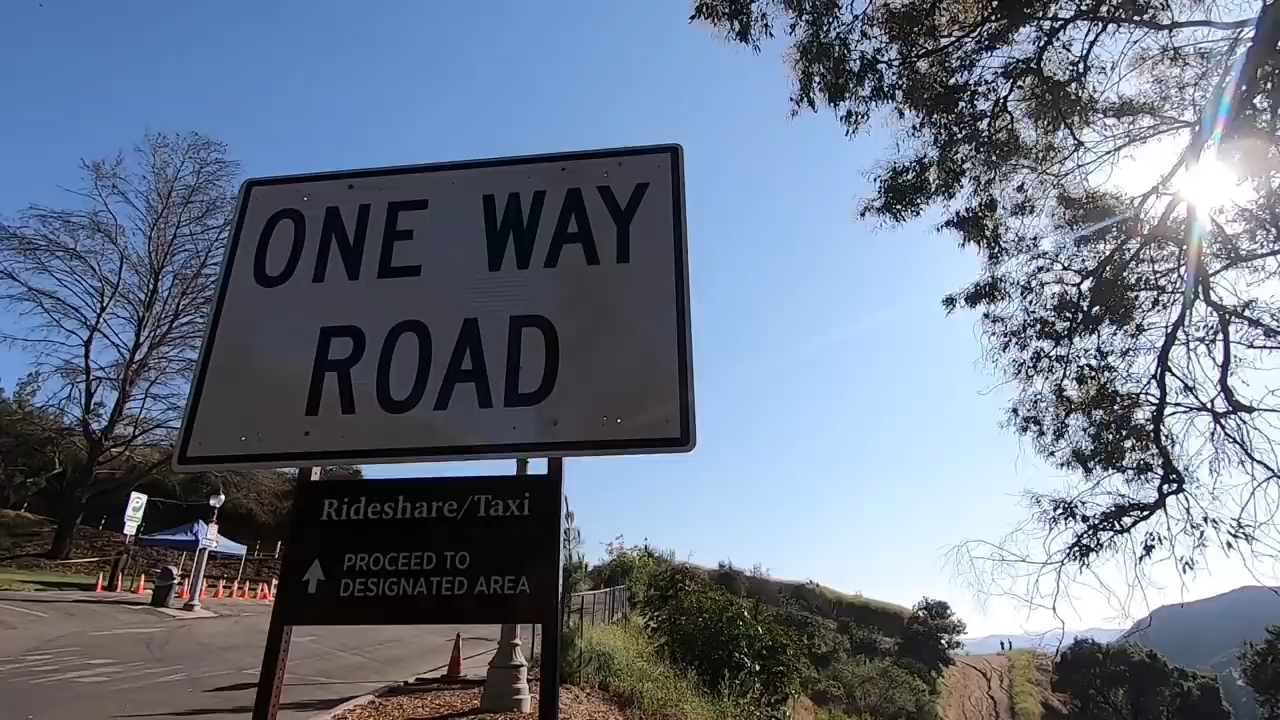 ONE WAY
ROAD
Rideshare/Taxi
PROCEED TO
DESIGNATED AREA